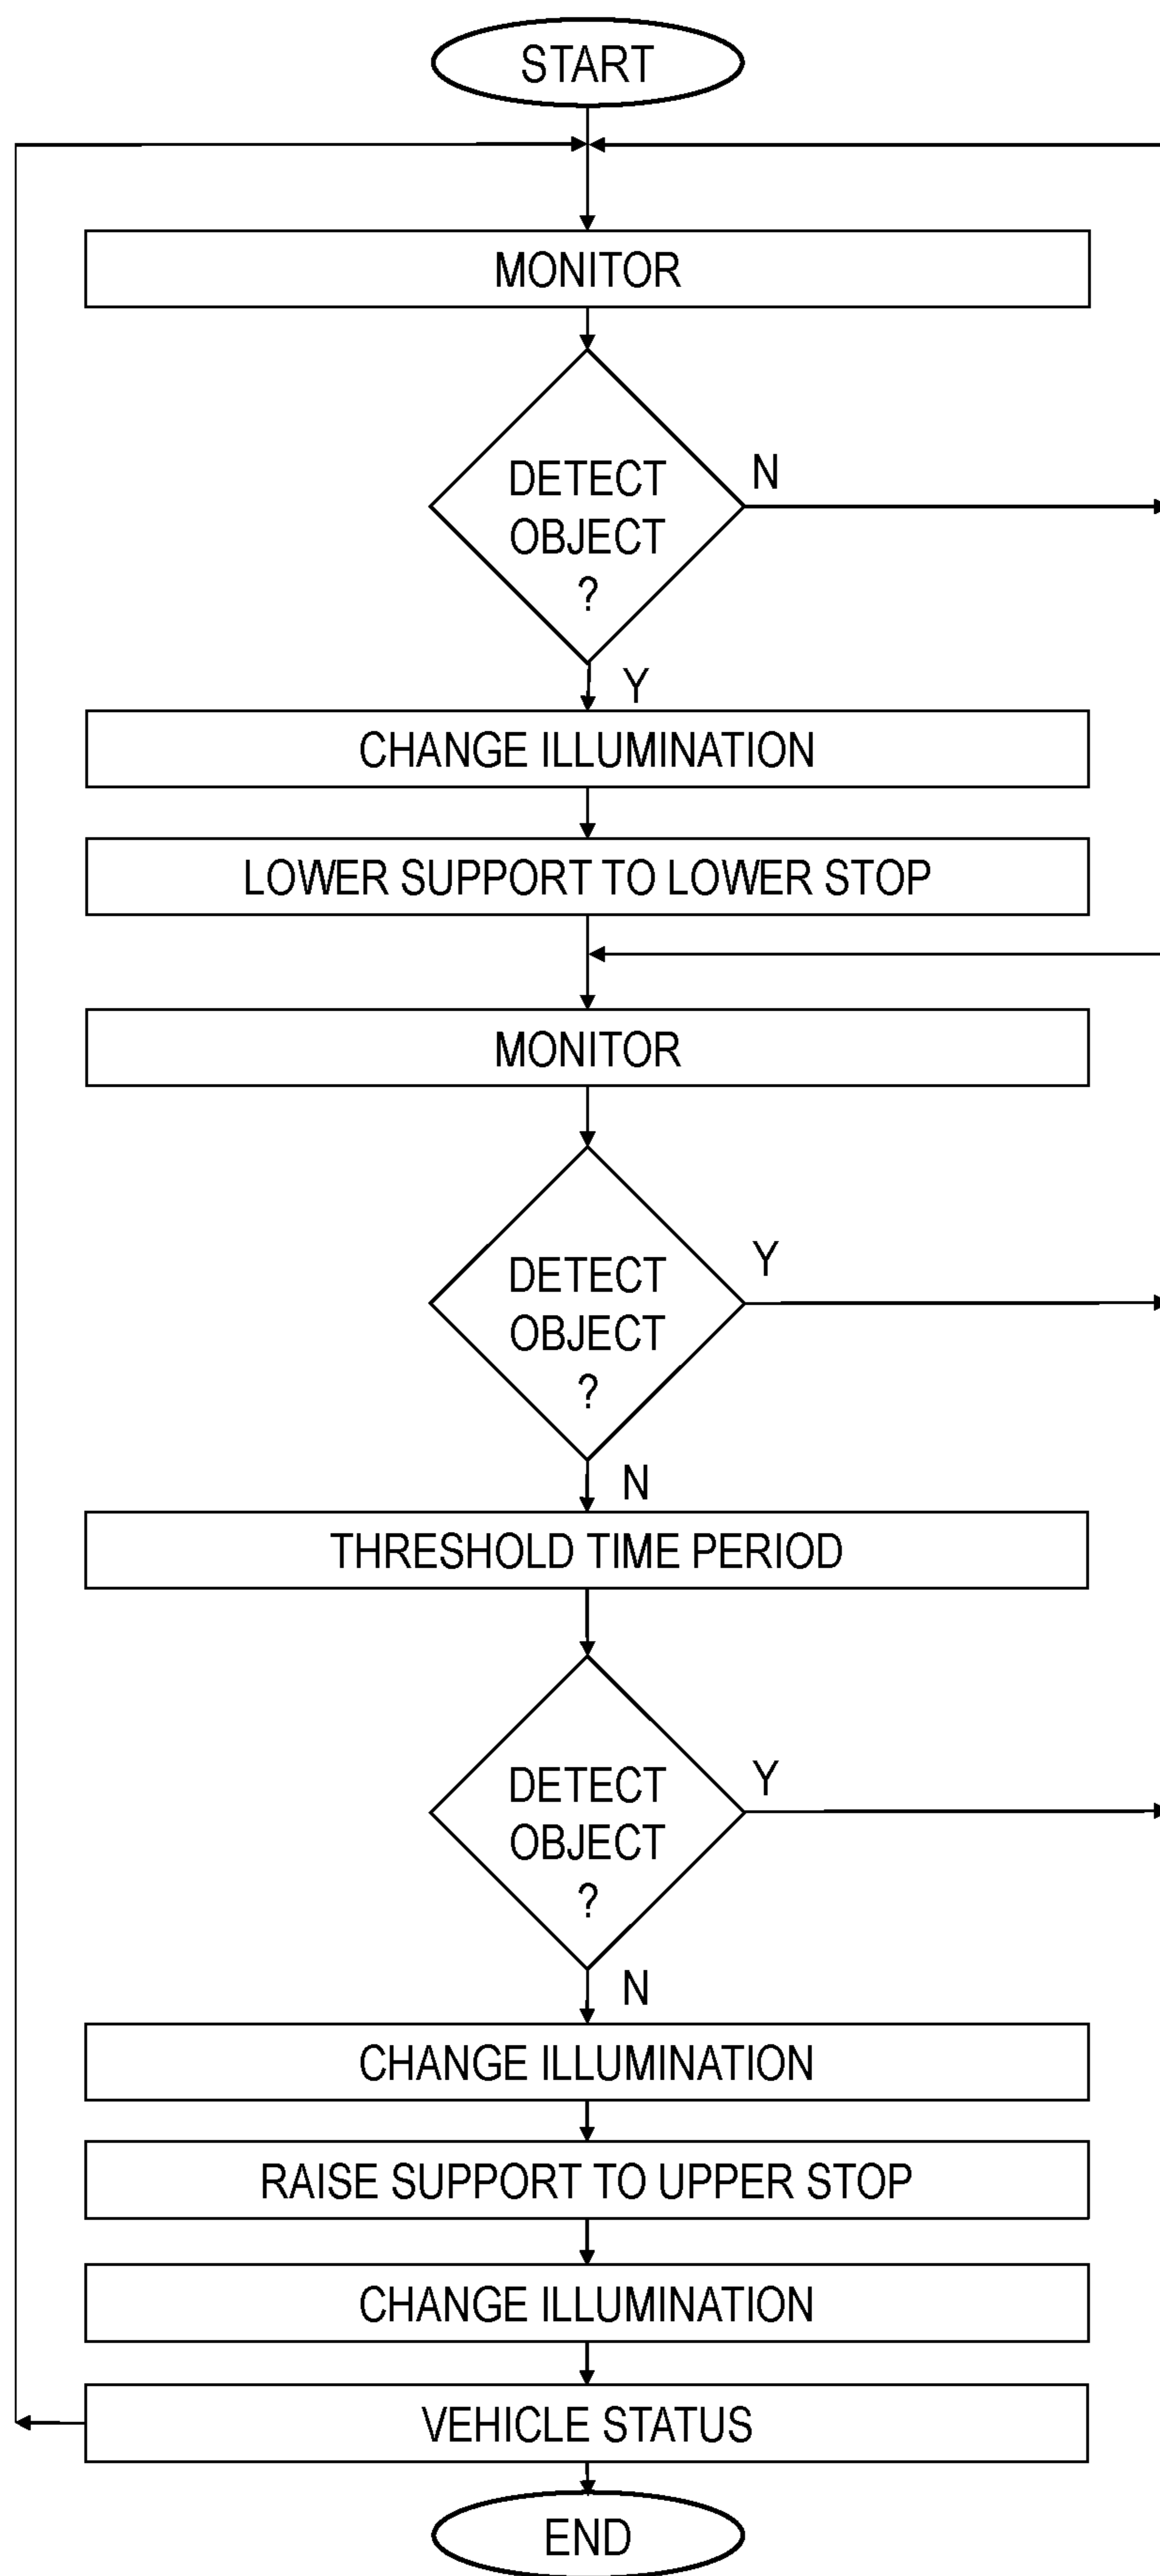 START
MONITOR
DETECT
OBJECT
?
N
Y
CHANGE ILLUMINATION
LOWER SUPPORT TO LOWER STOP
MONITOR
DETECT
OBJECT
?
Y
N
THRESHOLD TIME PERIOD
DETECT
OBJECT
?
Y
N
CHANGE ILLUMINATION
RAISE SUPPORT TO UPPER STOP
CHANGE ILLUMINATION
VEHICLE STATUS
END